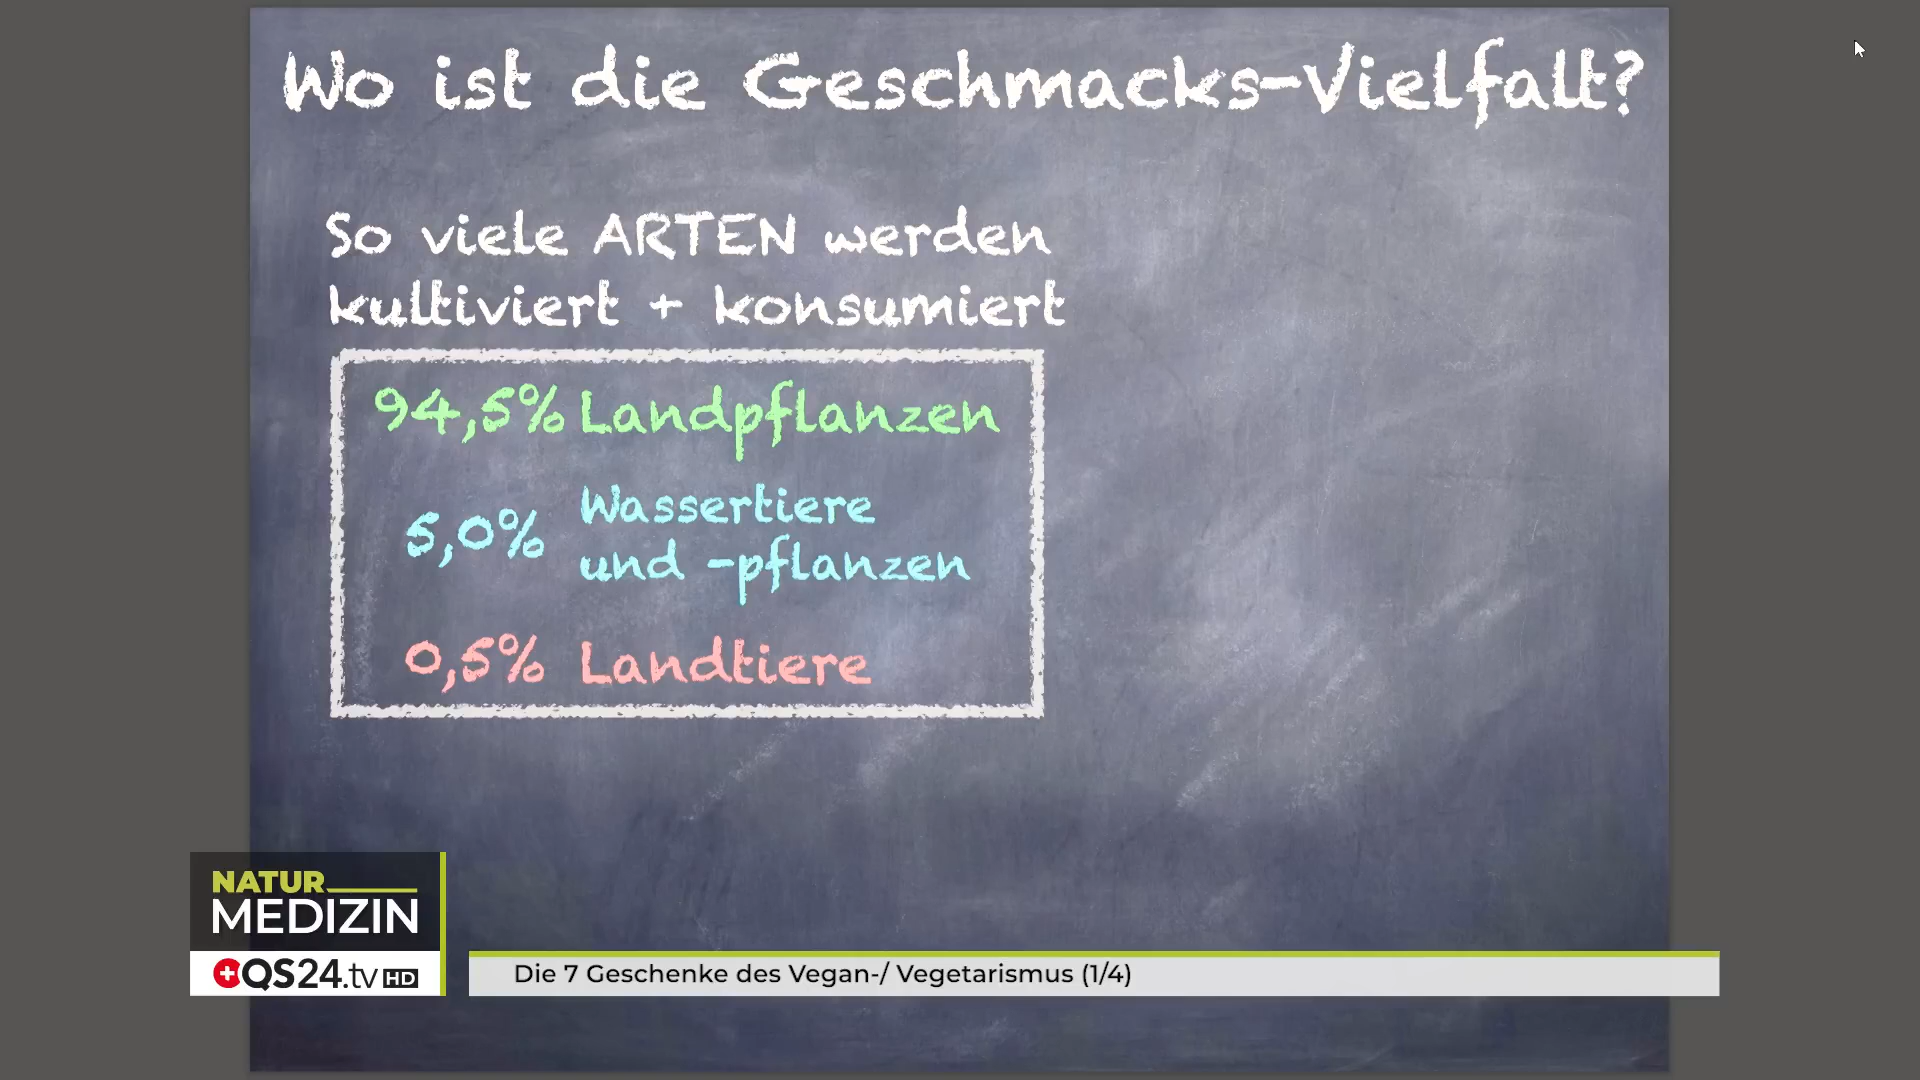 Wo ist die Geschmacks-Vielfalt?
So viele ARTEN werden
kultiviert + konsumiert
94,5% Landpflanzen
5,0% Wassertiere
und -pflanzen
0,5% Landtiere
NATUR
MEDIZIN
QS24.tv HD
Die 7 Geschenke des Vegan-/ Vegetarismus (1/4)